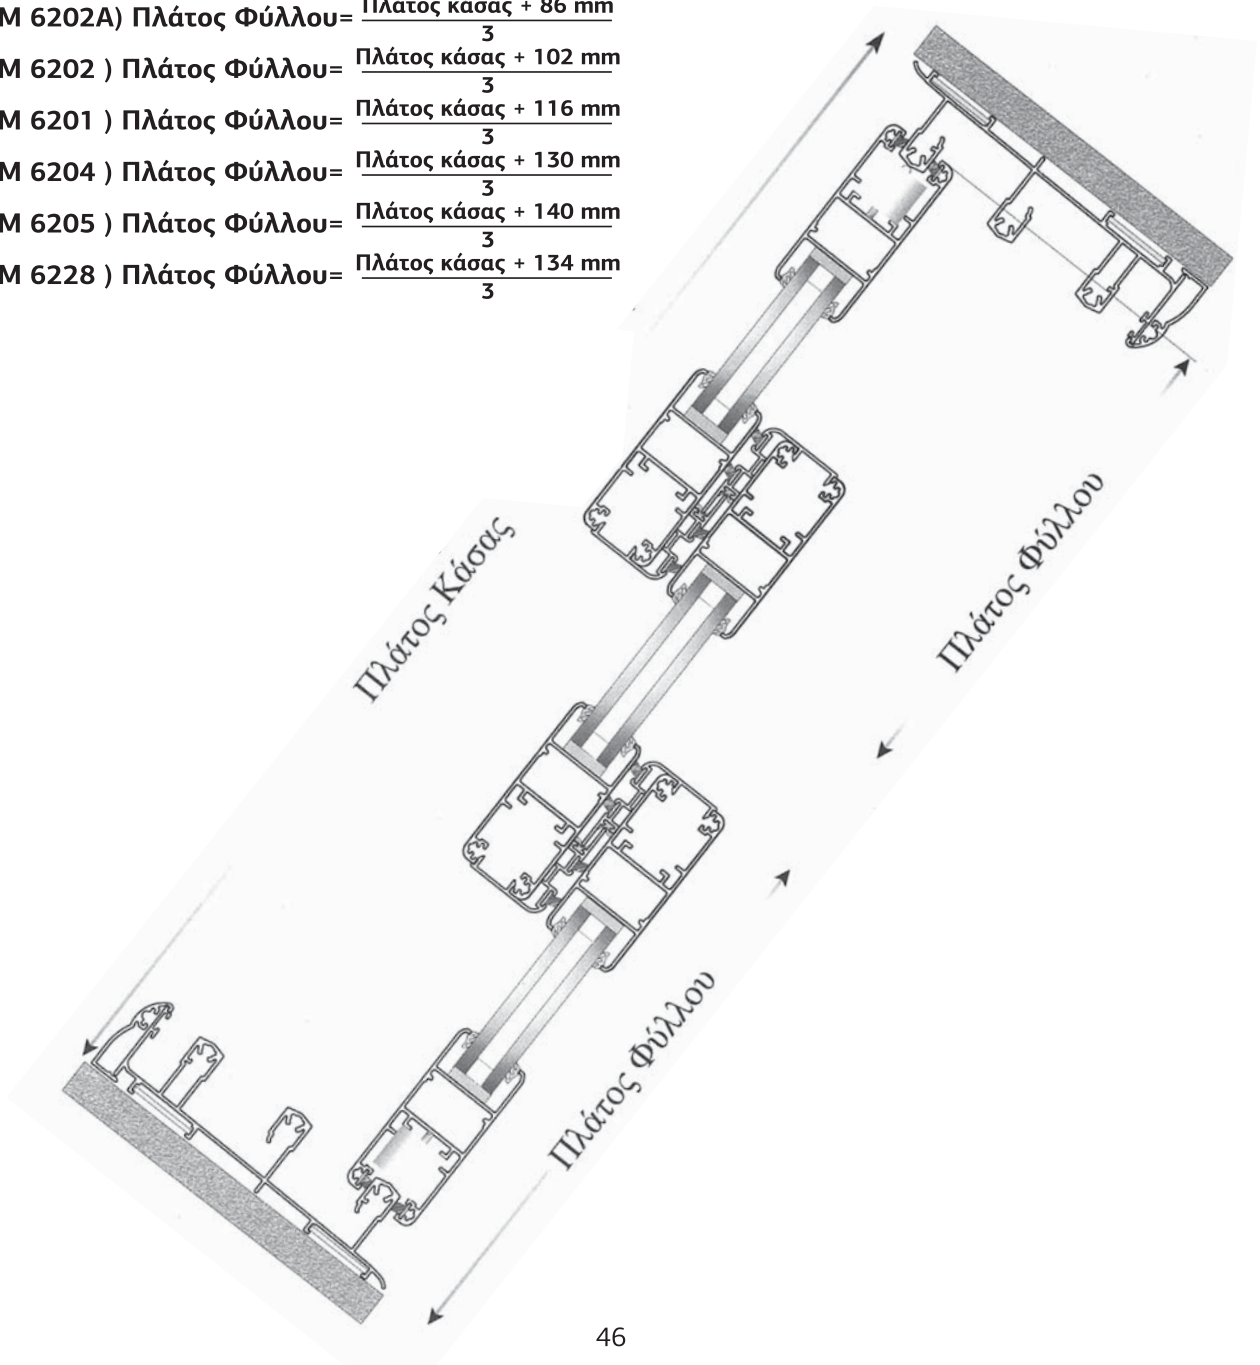 M 6202A) Πλάτος Φύλλου= Πλάτος κάσας + 86 mm
3
M 6202 ) Πλάτος Φύλλου= Πλάτος κάσας + 102 mm
3
M 6201 ) Πλάτος Φύλλου= Πλάτος κάσας + 116 mm
3
M 6204 ) Πλάτος Φύλλου= Πλάτος κάσας + 130 mm
3
M 6205 ) Πλάτος Φύλλου= Πλάτος κάσας + 140 mm
3
M 6228 ) Πλάτος Φύλλου= Πλάτος κάσας + 134 mm
3
Πλάτος Κάσας
Πλάτος Φύλλου
Πλάτος Φύλλου
46